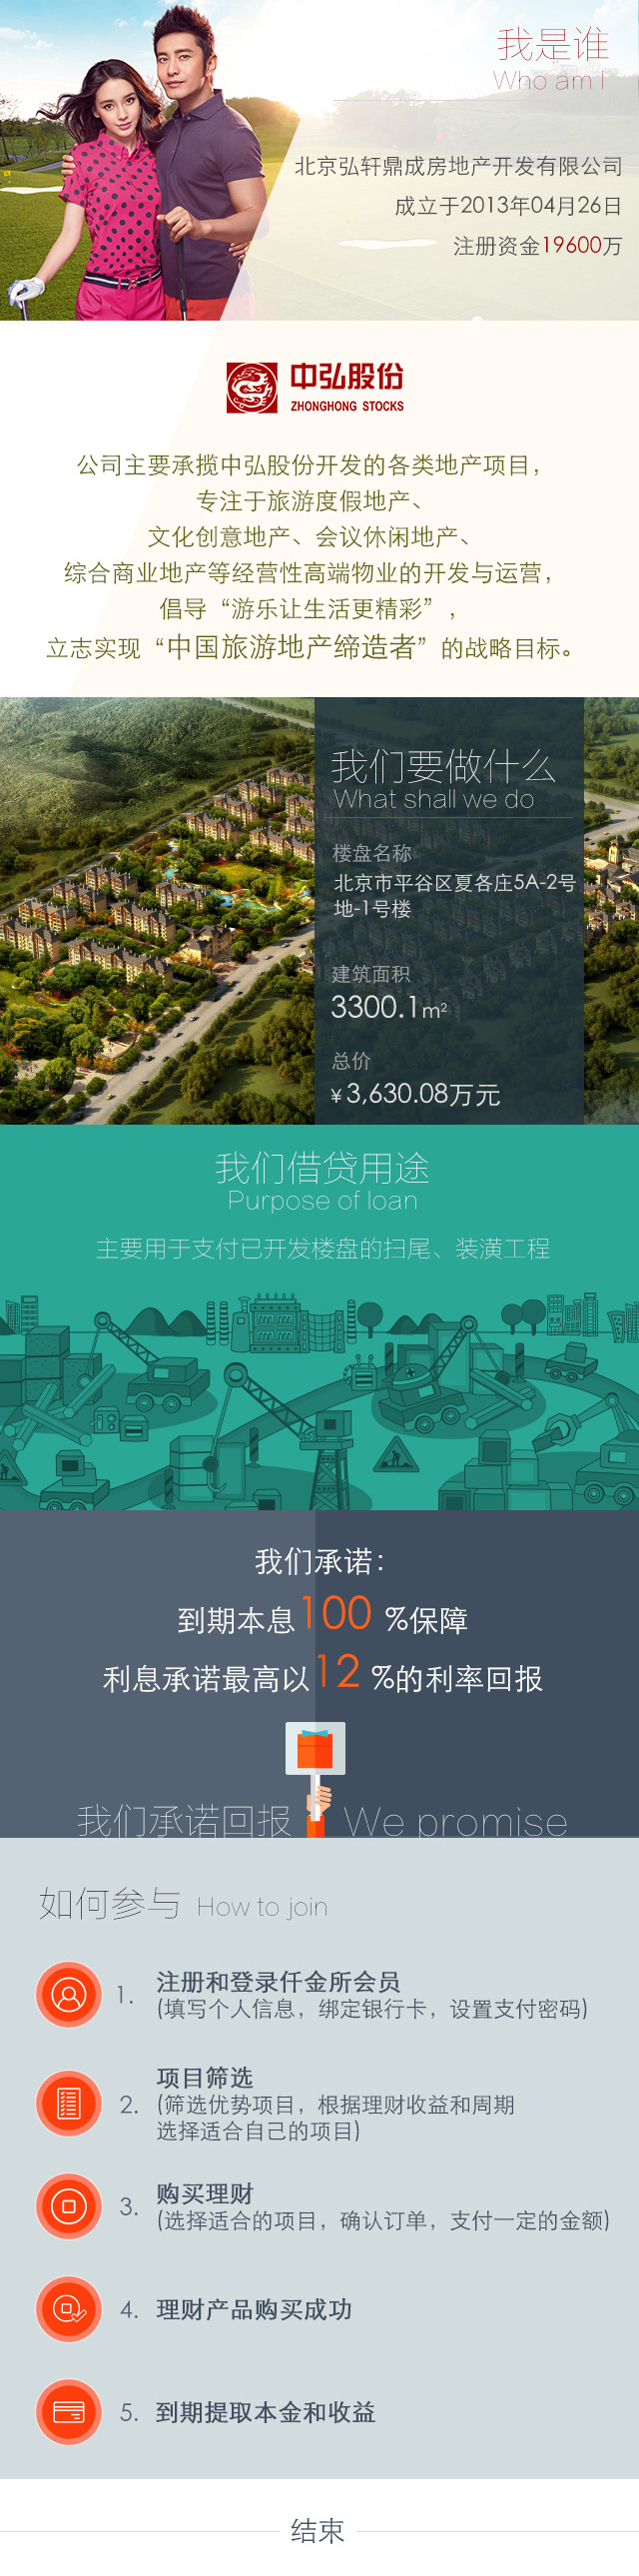 我是谁
Who am I
北京弘轩鼎成房地产开发有限公司
成立于2013年04月26日
注册资金19600万
中弘股份
ZHONGHONG STOCKS
公司主要承揽中弘股份开发的各类地产项目，
专注于旅游度假地产、
文化创意地产、会议休闲地产、
综合商业地产等经营性高端物业的开发与运营，
倡导“游乐让生活更精彩”，
立志实现“中国旅游地产缔造者”的战略目标。
我们要做什么
What shall we do
楼盘名称
北京市平谷区夏各庄5A-2号
地-1号楼
建筑面积
3300.1m²
总价
¥3,630.08万元
我们借贷用途
Purpose of loan
主要用于支付已开发楼盘的扫尾、装潢工程
我们承诺：
到期本息100 %保障
利息承诺最高以12 %的利率回报
我们承诺回报 We promise
如何参与 How to join
1. 注册和登录仟金所会员
(填写个人信息，绑定银行卡，设置支付密码)
项目筛选
2. (筛选优势项目，根据理财收益和周期
选择适合自己的项目)
购买理财
3. (选择适合的项目，确认订单，支付一定的金额)
4. 理财产品购买成功
5. 到期提取本金和收益
结束